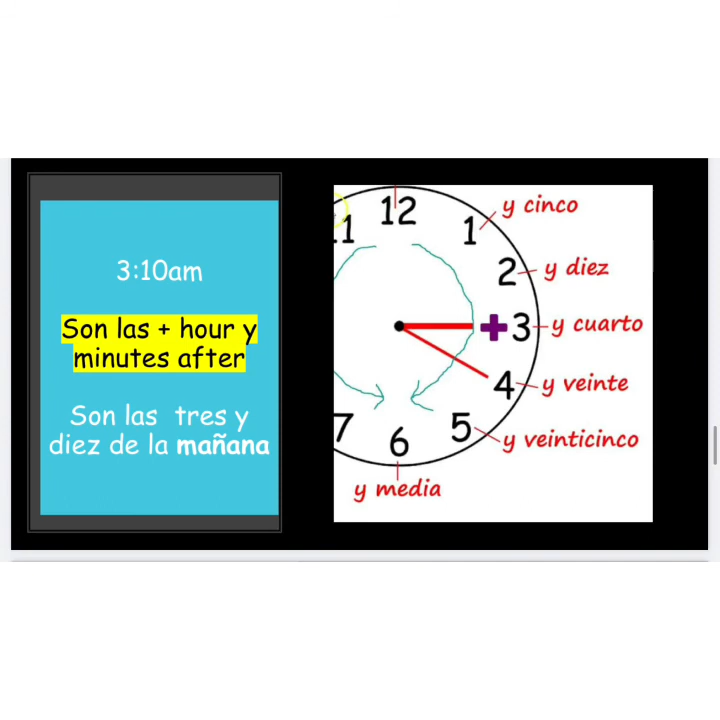 3:10am
Son las + hour y
minutes after
Son las tres y
diez de la mañana
12
1
2
3
4
5
6
7
11
y cinco
y diez
+
y cuarto
y veinte
y veinticinco
y media